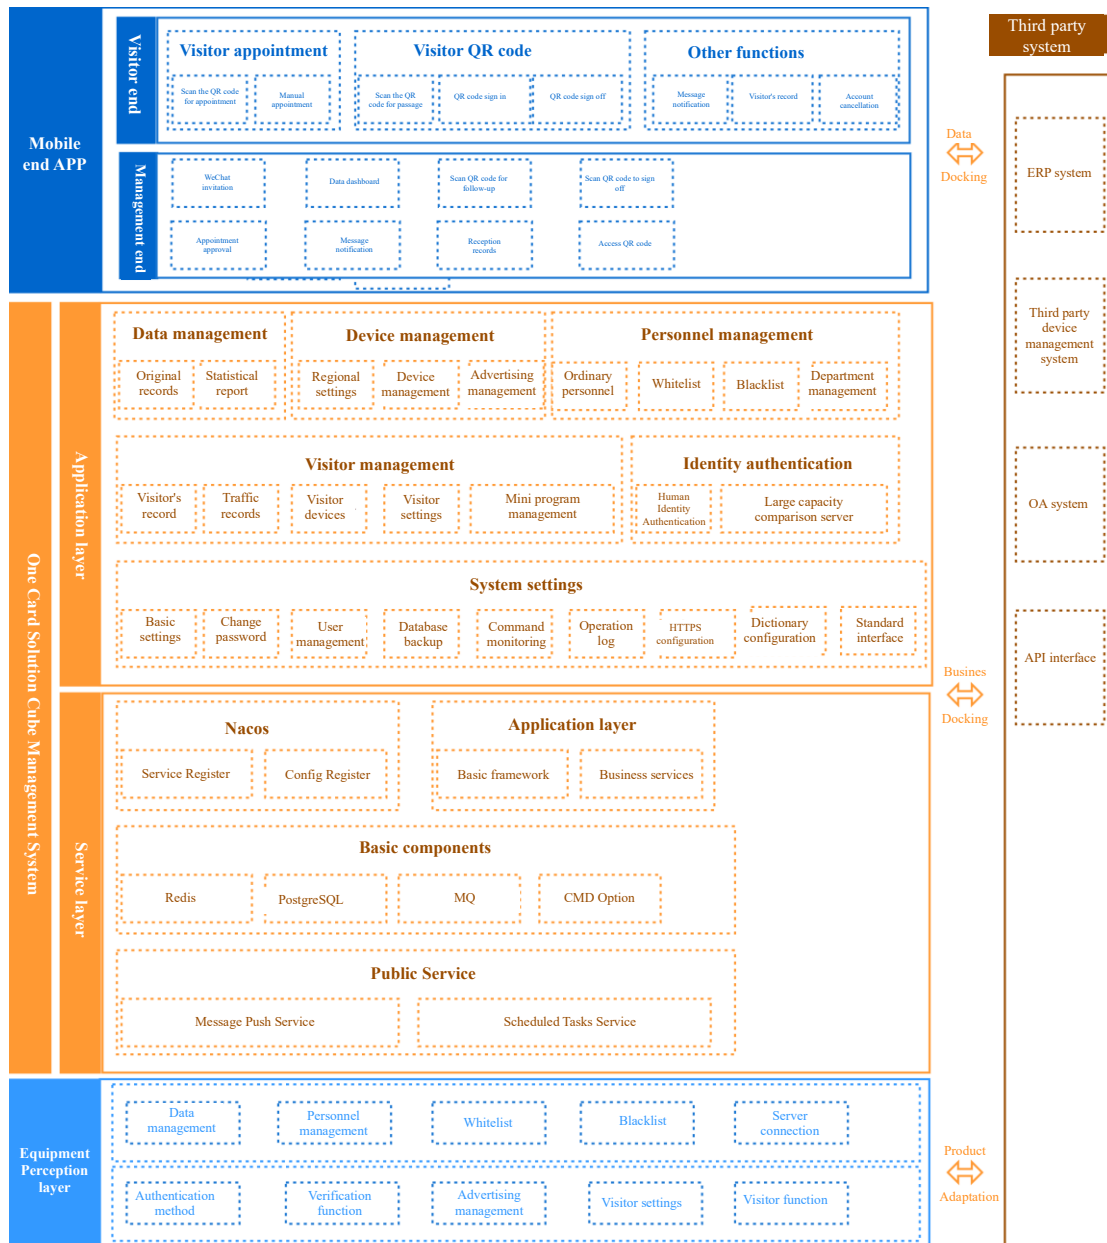 Third party
system
Mobile
end APP
Visitor end
Visitor appointment
Scan the QR code
for appointment
Manual
appointment
Visitor QR code
Scan the QR
code for passage
QR code sign in
QR code sign off
Other functions
Message
notification
Visitor's record
Account
cancellation
Management end
WeChat
invitation
Data dashboard
Scan QR code for
follow-up
Scan QR code to sign
off
Appointment
approval
Message
notification
Reception
records
Access QR code
Data
Docking
ERP system
Third party
device
management
system
OA system
API interface
One Card Solution Cube Management System
Application layer
Data management
Original
records
Statistical
report
Device management
Regional
settings
Device
management
Advertising
management
Personnel management
Ordinary
personnel
Whitelist
Blacklist
Department
management
Visitor management
Visitor's
record
Traffic
records
Visitor
devices
Visitor
settings
Mini program
management
Identity authentication
Human
Identity
Authentication
Large capacity
comparison server
System settings
Basic
settings
Change
password
User
management
Database
backup
Command
monitoring
Operation
log
HTTPS
configuration
Dictionary
configuration
Standard
interface
Busines
Docking
Service layer
Nacos
Service Register
Config Register
Application layer
Basic framework
Business services
Basic components
Redis
PostgreSQL
MQ
CMD Option
Public Service
Message Push Service
Scheduled Tasks Service
Equipment
Perception
layer
Data
management
Personnel
management
Whitelist
Blacklist
Server
connection
Authentication
method
Verification
function
Advertising
management
Visitor settings
Visitor function
Product
Adaptation